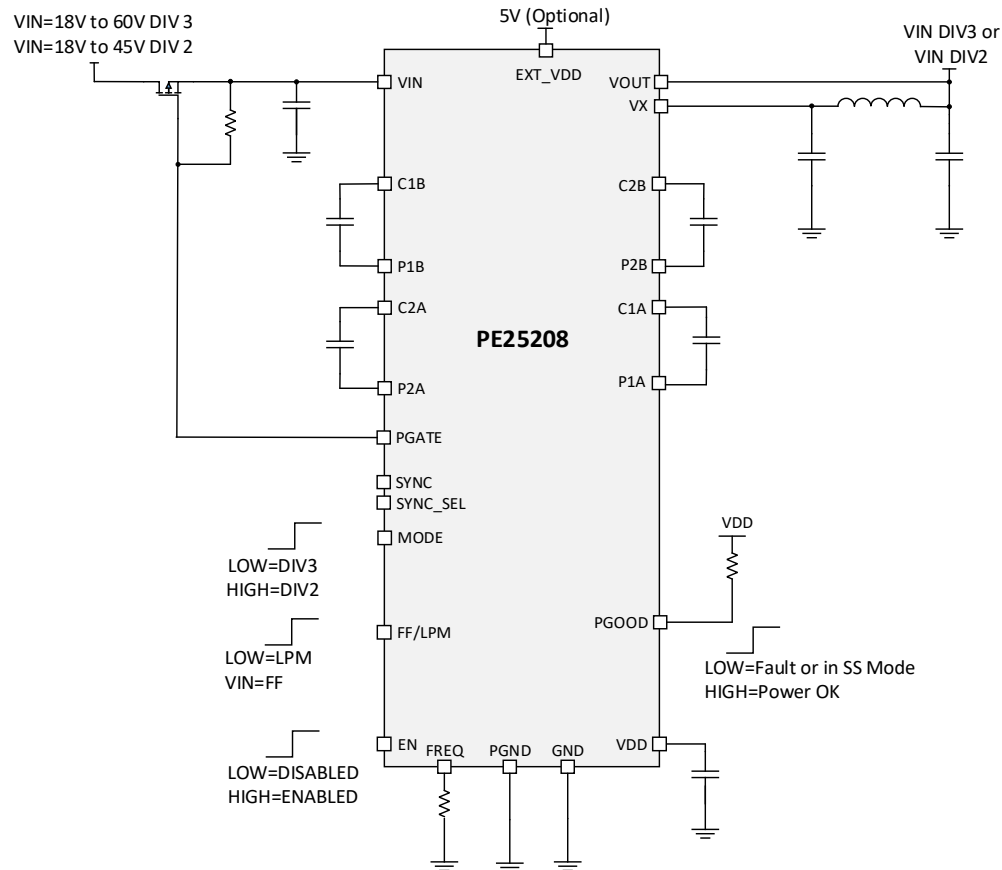 VIN=18V to 60V DIV 3
VIN=18V to 45V DIV 2
5V (Optional)
VIN DIV3 or
VIN DIV2
EXT_VDD
VIN
VOUT
VX
C1B
C2B
P1B
P2B
C2A
C1A
PE25208
P2A
P1A
PGATE
SYNC
SYNC_SEL
MODE
LOW=DIV3
HIGH=DIV2
VDD
PGOOD
FF/LPM
LOW=LPM
VIN=FF
LOW=Fault or in SS Mode
HIGH=Power OK
EN
FREQ
PGND
GND
VDD
LOW=DISABLED
HIGH=ENABLED